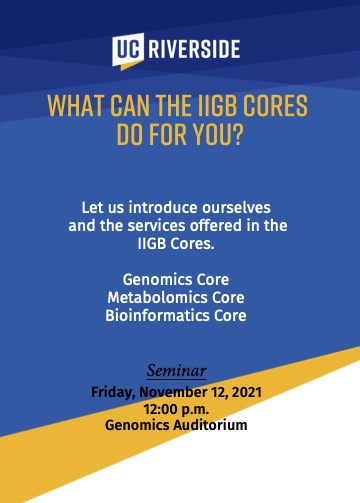 UC RIVERSIDE
WHAT CAN THE IIGB CORES
DO FOR YOU?
Let us introduce ourselves
and the services offered in the
IIGB Cores.
Genomics Core
Metabolomics Core
Bioinformatics Core
Seminar
Friday, November 12, 2021
12:00 p.m.
Genomics Auditorium